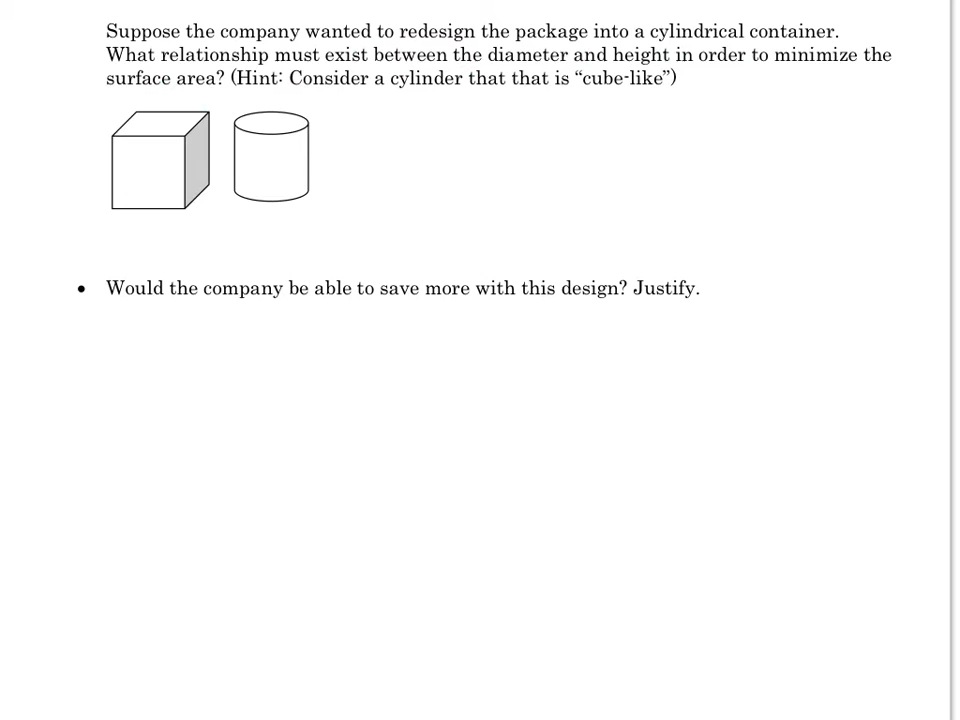 Suppose the company wanted to redesign the package into a cylindrical container.
What relationship must exist between the diameter and height in order to minimize the
surface area? (Hint: Consider a cylinder that that is “cube-like”)
• Would the company be able to save more with this design? Justify.